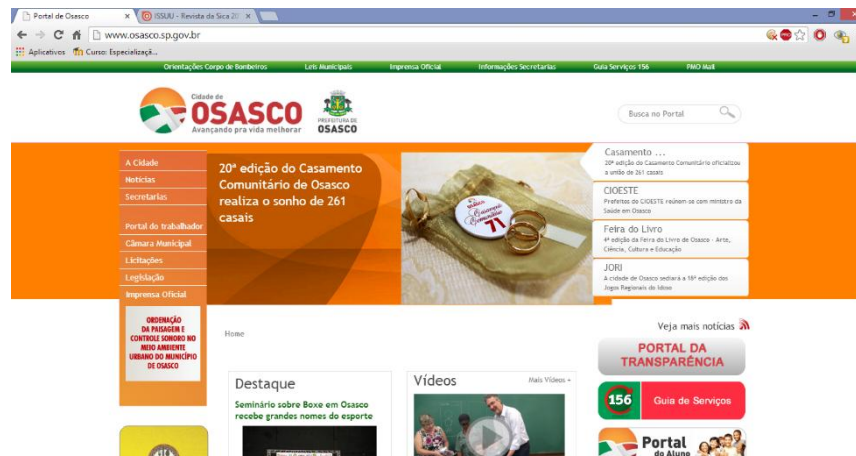 Portal de Osasco
ISSUU - Revista da Sica 20
www.osasco.sp.gov.br
Aplicativos
Curso: Especializaçã...
Orientações Corpo de Bombeiros
Leis Municipais
Imprensa Oficial
Informações Secretarias
Guia Serviços 156
PMO Mail
Cidade de
OSASCO
Avançando pra vida melhorar
PREFEITURA DE
OSASCO
Busca no Portal
A Cidade
Notícias
Secretarias
Portal do trabalhador
Câmara Municipal
Licitações
Legislação
Imprensa Oficial
20ª edição do Casamento
Comunitário de Osasco
realiza o sonho de 261
casais
71
Casamento ...
20ª edição do Casamento Comunitário oficializou
a união de 261 casais
CIOESTE
Prefeitos do CIOESTE reúnem-se com ministro da
Saúde em Osasco
Feira do Livro
4ª edição da Feira do Livro de Osasco - Arte,
Ciência, Cultura e Educação
JORI
A cidade de Osasco sediará a 18ª edição dos
Jogos Regionais do Idoso
ORDENAÇÃO
DA PAISAGEM E
CONTROLE SONORO NO
MEIO AMBIENTE
URBANO DO MUNICÍPIO
DE OSASCO
Home
Veja mais notícias
PORTAL DA
TRANSPARÊNCIA
156
Guia de Serviços
Portal
do Aluno
Destaque
Seminário sobre Boxe em Osasco
recebe grandes nomes do esporte
Vídeos
Mais Vídeos